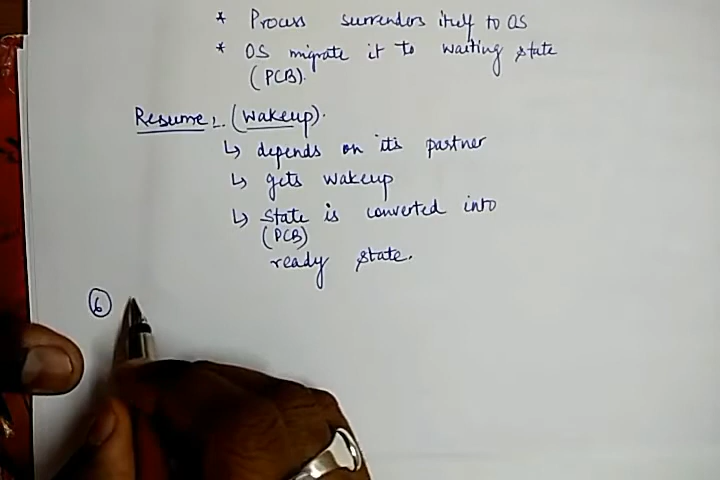 * Process surrenders itself to OS
* OS migrate it to waiting state
(PCB).
Resume :- (Wakeup).
↳ depends on its partner
↳ gets wakeup
↳ State is converted into
(PCB)
ready state.
⑥